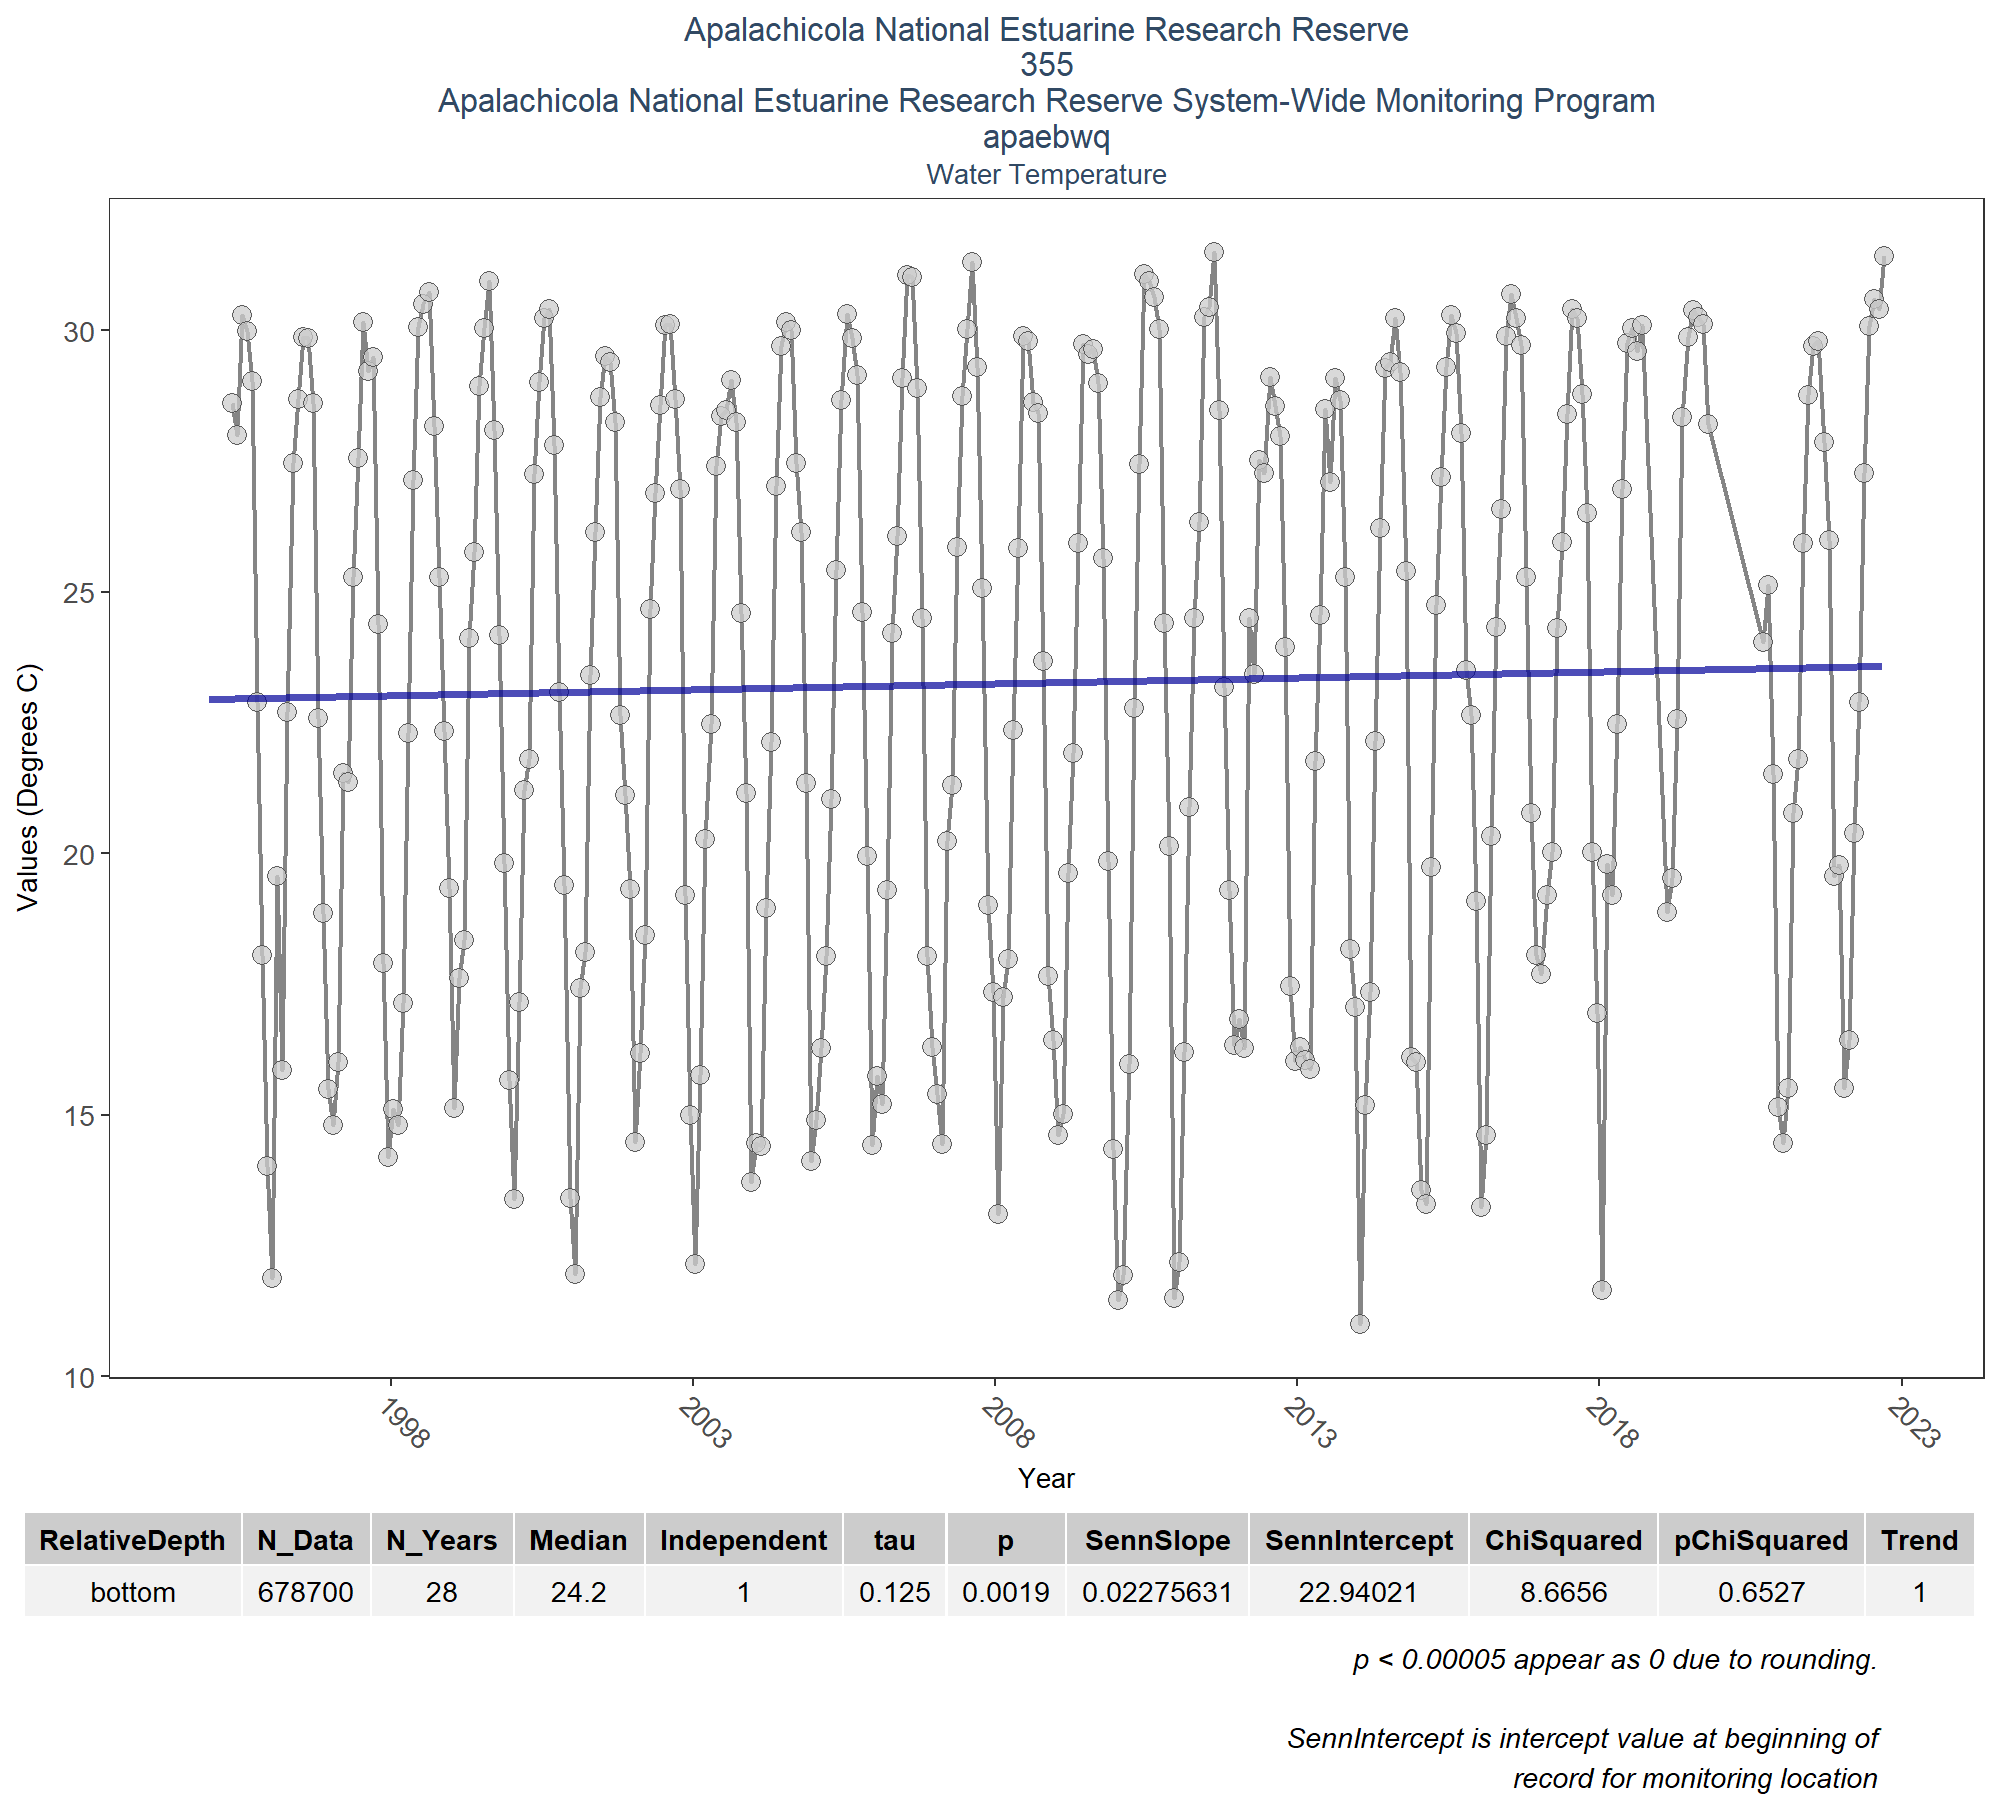 Apalachicola National Estuarine Research Reserve
355
Apalachicola National Estuarine Research Reserve System-Wide Monitoring Program
apaebwq
Water Temperature
Values (Degrees C)
30
25
20
15
10
1998
2003
2008
2013
2018
2023
Year
RelativeDepth N_Data N_Years Median Independent tau p SennSlope SennIntercept ChiSquared pChiSquared Trend
bottom 678700 28 24.2 1 0.125 0.0019 0.02275631 22.94021 8.6656 0.6527 1
p < 0.00005 appear as 0 due to rounding.
SennIntercept is intercept value at beginning of
record for monitoring location